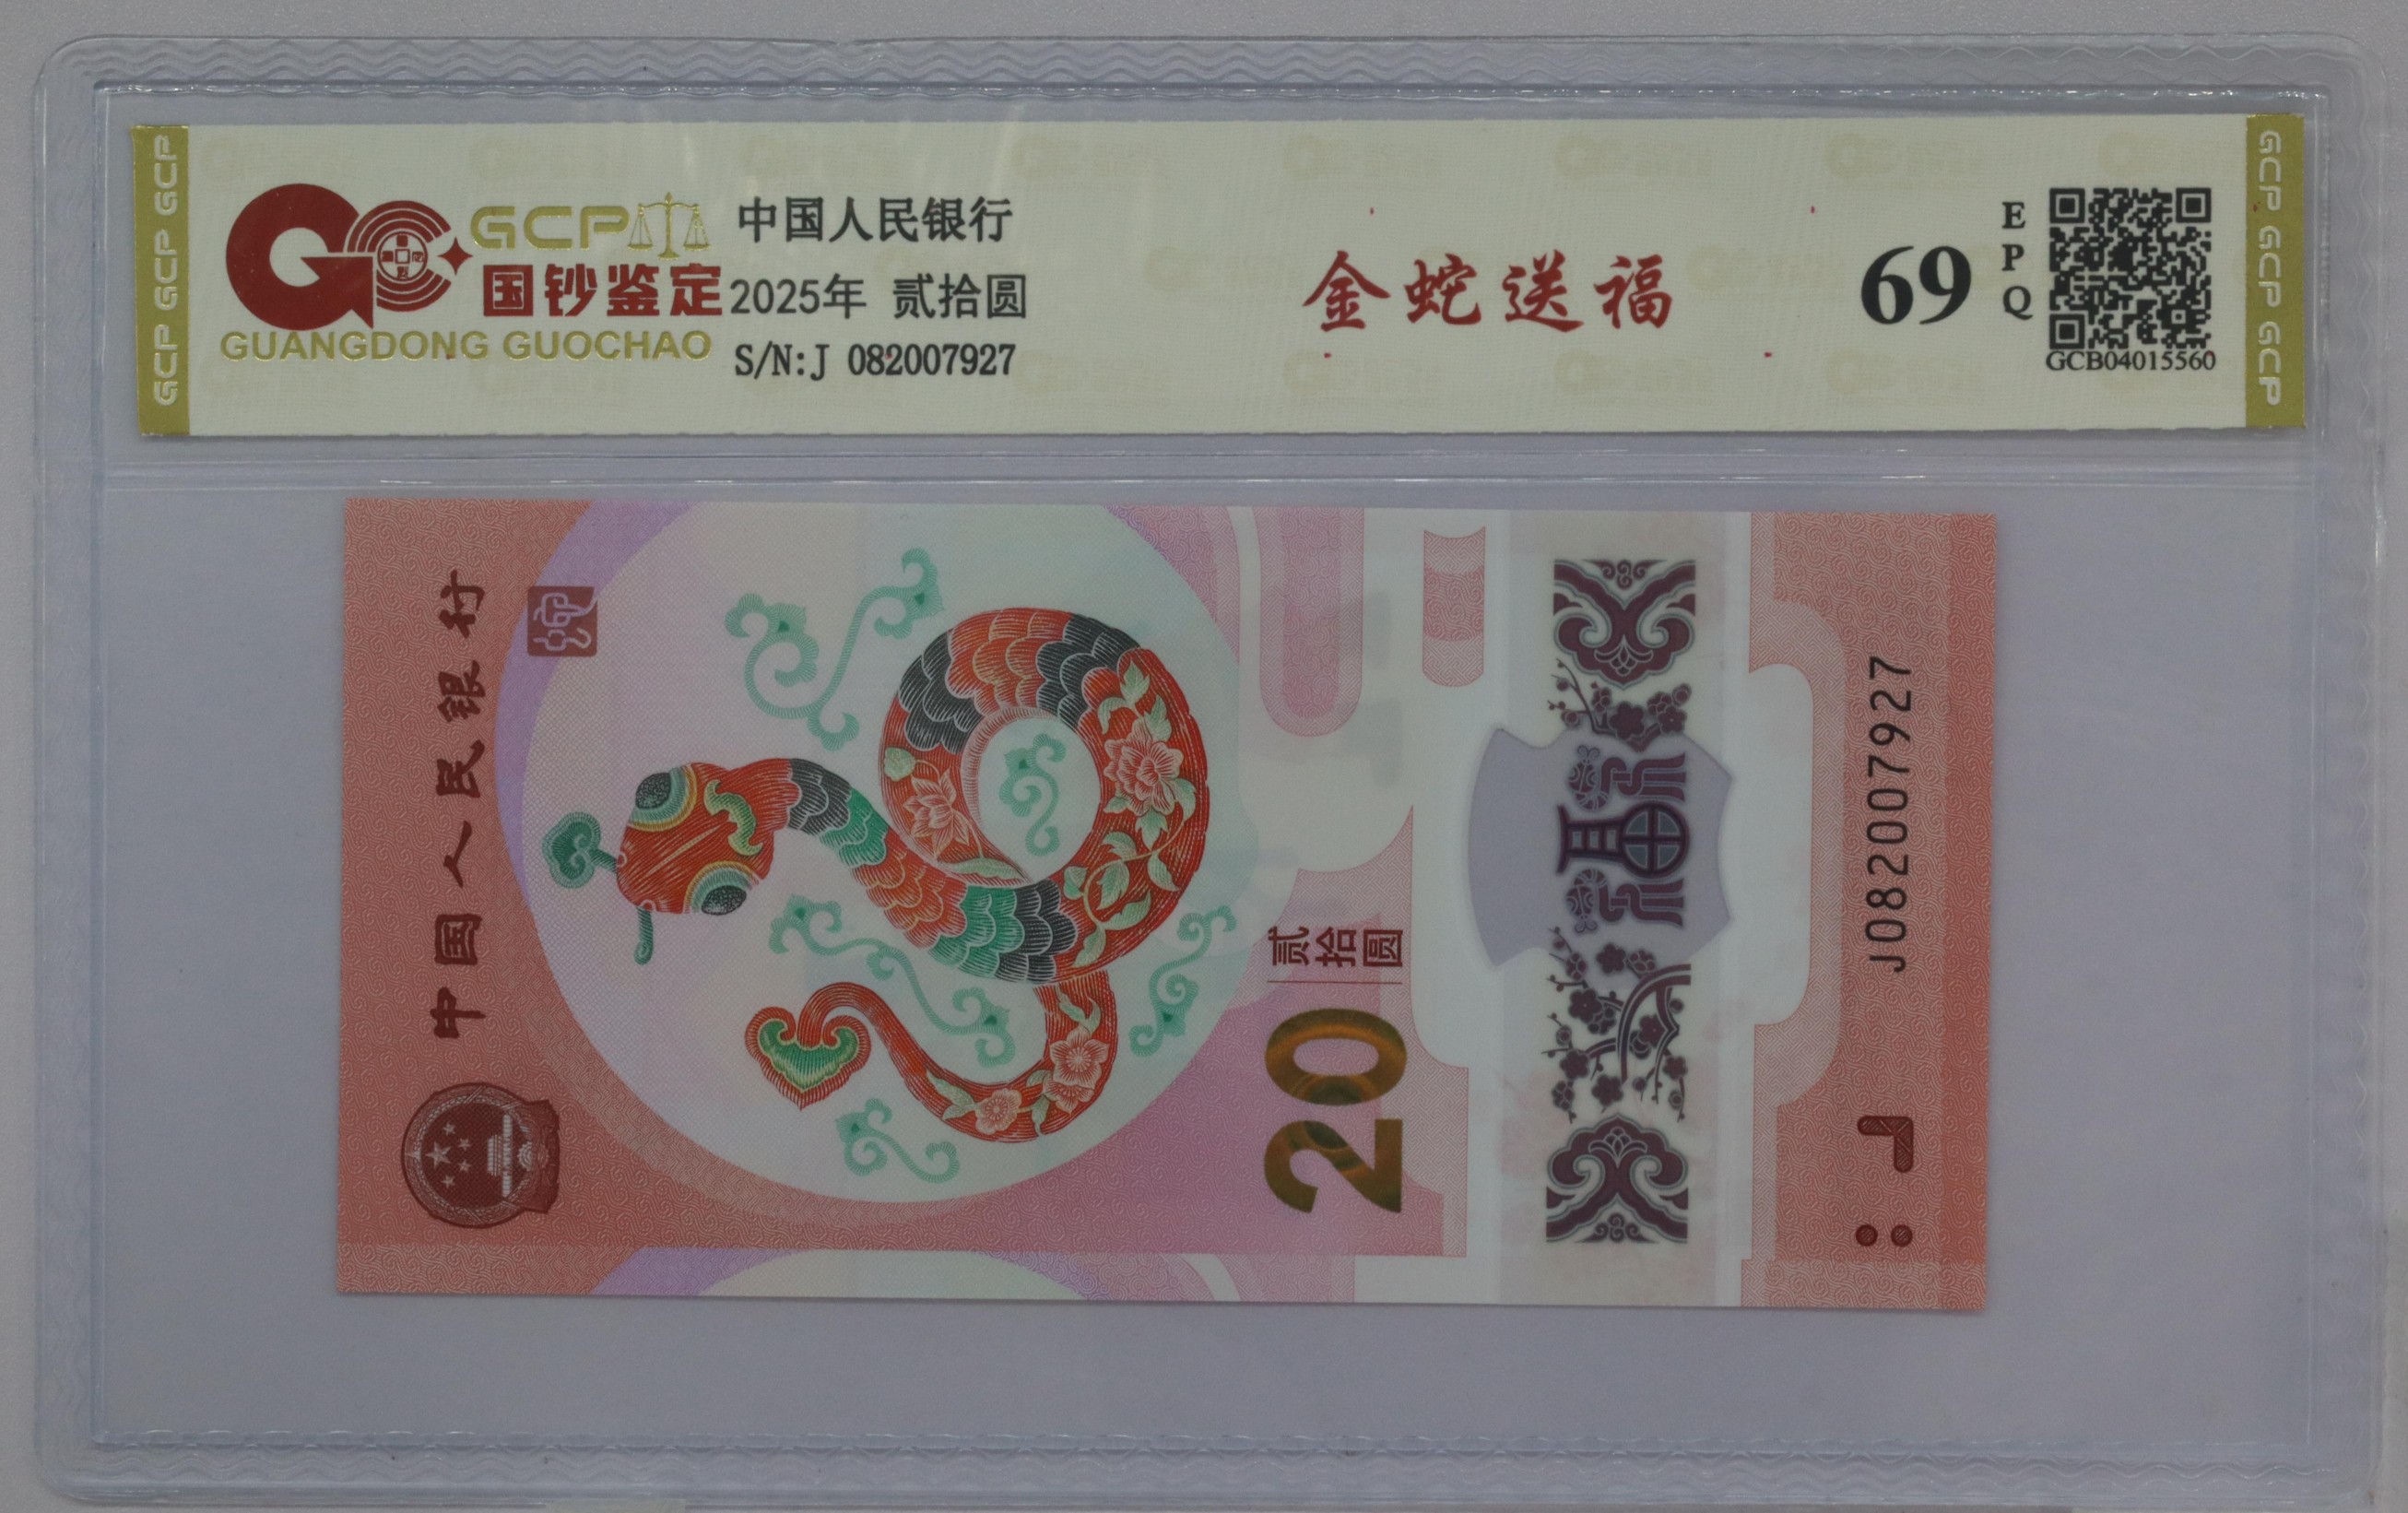 GCP GCP GCP
GCP
国钞鉴定
GUANGDONG GUOCHAO
中国人民银行
2025年 贰拾圆
S/N:J 082007927
金蛇送福
69
EPQ
GCB04015560
GCP GCP GCP
中国人民银行
20
贰拾圆
福
J082007927